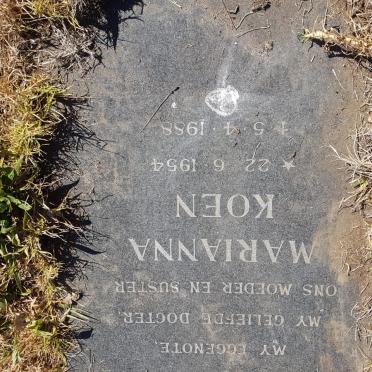 MY EGGENOTE,
MY GELIEFDE DOGTER,
ONS MOEDER EN SUSTER
MARIANNA
KOEN
★ 22·6·1954
‡ 5·4·1988